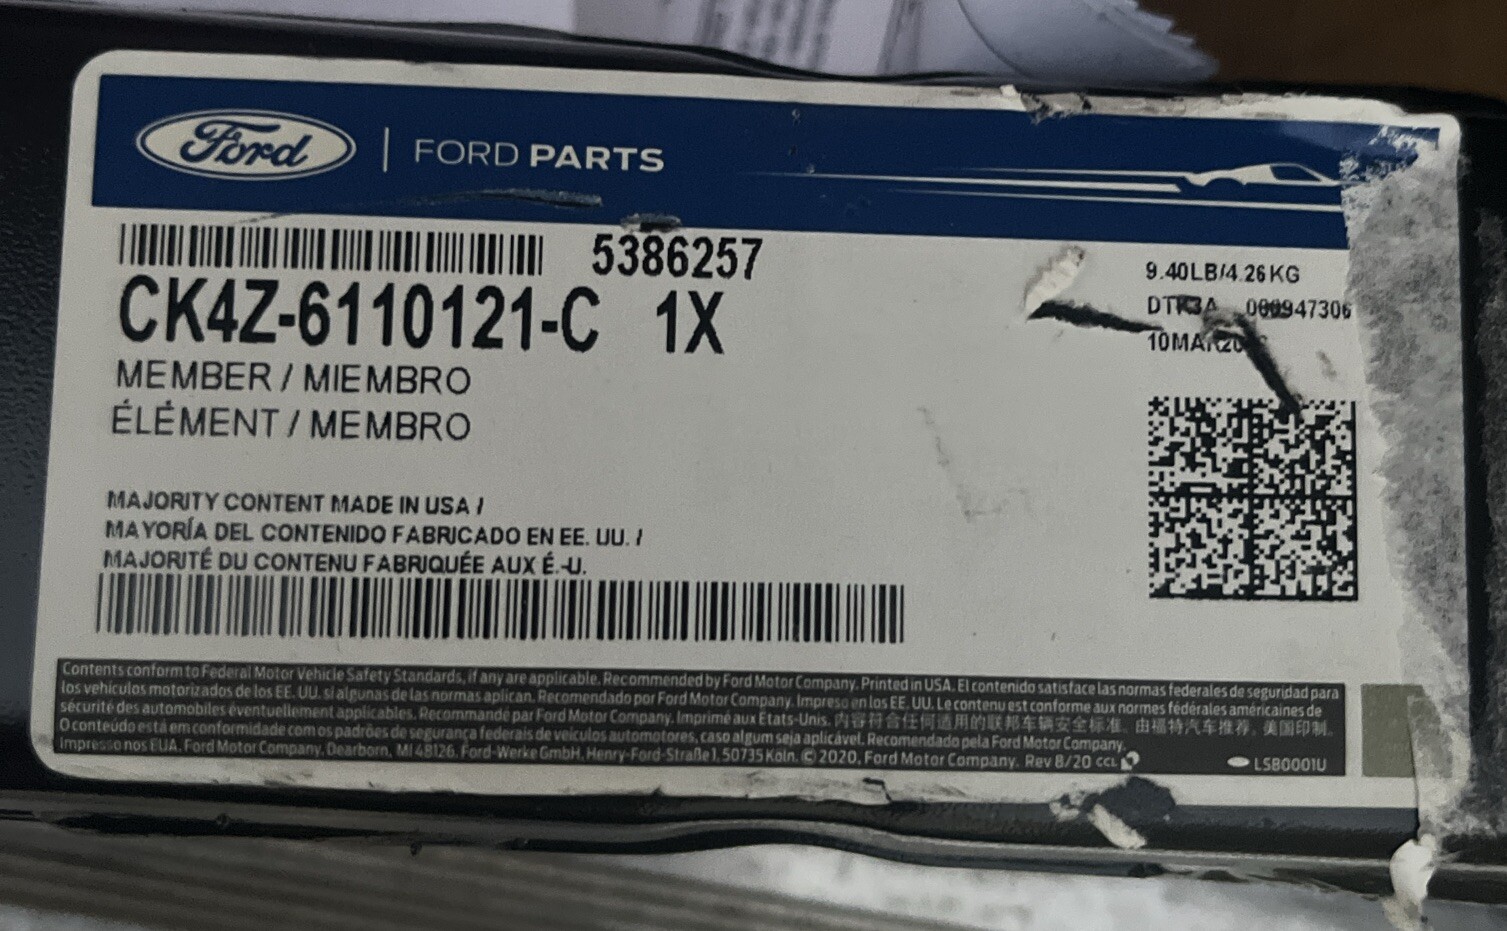 Ford | FORD PARTS
5386257
CK4Z-6110121-C 1X
MEMBER / MIEMBRO
ÉLÉMENT / MEMBRO
9.40LB/4.26KG
DTK3A 000947306
MAJORITY CONTENT MADE IN USA /
MAYORÍA DEL CONTENIDO FABRICADO EN EE. UU. /
MAJORITÉ DU CONTENU FABRIQUÉE AUX É.-U.
Contents conform to Federal Motor Vehicle Safety Standards, if any are applicable. Recommended by Ford Motor Company. Printed in USA. El contenido satisface las normas federales de seguridad para
los vehículos motorizados de los EE. UU. si algunas de las normas aplican. Recomendado por Ford Motor Company. Impreso en los EE. UU. Le contenu est conforme aux normes fédérales américaines de
sécurité des automobiles éventuellement applicables. Recommandé par Ford Motor Company. Imprimé aux États-Unis. 内容符合任何适用的联邦车辆安全标准。由福特汽车推荐。美国印制。
O conteúdo está em conformidade com os padrões de segurança federais de veículos automotores, caso algum seja aplicável. Recomendado pela Ford Motor Company.
Impresso nos EUA. Ford Motor Company, Dearborn, MI 48126. Ford-Werke GmbH, Henry-Ford-Straße 1, 50735 Köln. © 2020, Ford Motor Company. Rev 8/20 CCL
LSB0001U